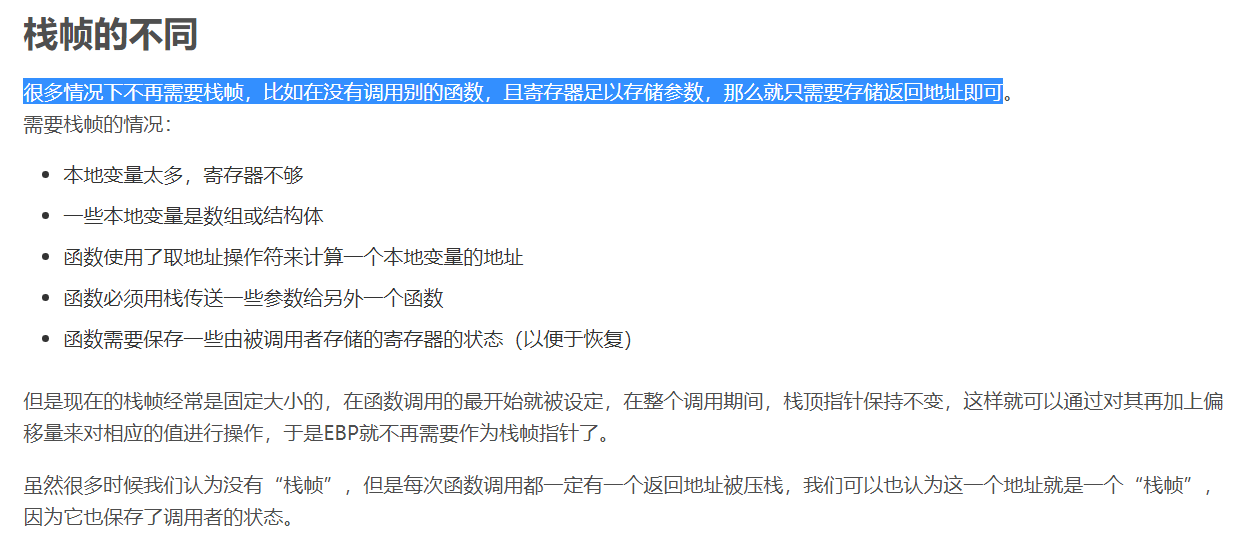 栈帧的不同
很多情况下不再需要栈帧，比如在没有调用别的函数，且寄存器足以存储参数，那么就只需要存储返回地址即可。
需要栈帧的情况：
本地变量太多，寄存器不够
一些本地变量是数组或结构体
函数使用了取地址操作符来计算一个本地变量的地址
函数必须用栈传送一些参数给另外一个函数
函数需要保存一些由被调用者存储的寄存器的状态（以便于恢复）
但是现在的栈帧经常是固定大小的，在函数调用的最开始就被设定，在整个调用期间，栈顶指针保持不变，这样就可以通过对其再加上偏
移量来对相应的值进行操作，于是EBP就不再需要作为栈帧指针了。
虽然很多时候我们认为没有“栈帧”，但是每次函数调用都一定有一个返回地址被压栈，我们可以也认为这一个地址就是一个“栈帧”，
因为它也保存了调用者的状态。